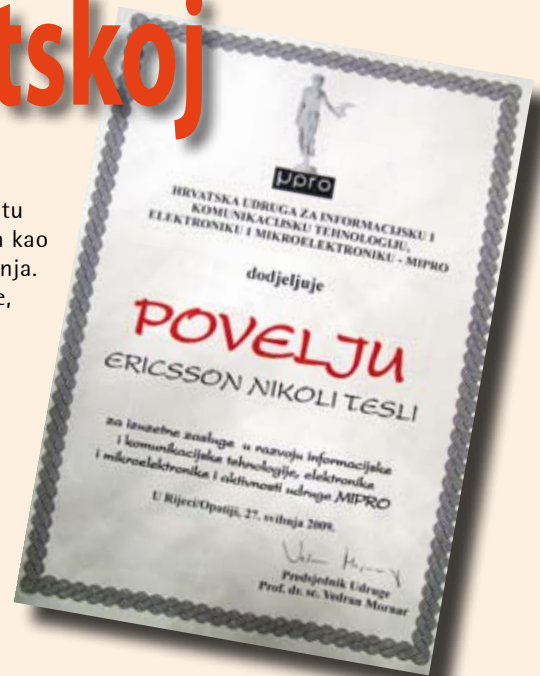 tskoj
tu
kao
nja.
e,
μpro
HRVATSKA UDRUGA ZA INFORMACIJSKU I
KOMUNIKACIJSKU TEHNOLOGIJU,
ELEKTRONIKU I MIKROELEKTRONIKU - MIPRO
dodjeljuje
POVELJU
ERICSSON NIKOLI TESLI
za izuzetne zasluge u razvoju informacijske
i komunikacijske tehnologije, elektronike
i mikroelektronike i aktivnosti udruge MIPRO
U Rijeci/Opatiji, 27. svibnja 2009.
Predsjednik Udruge
Prof. dr. sc. Vedran Mornar